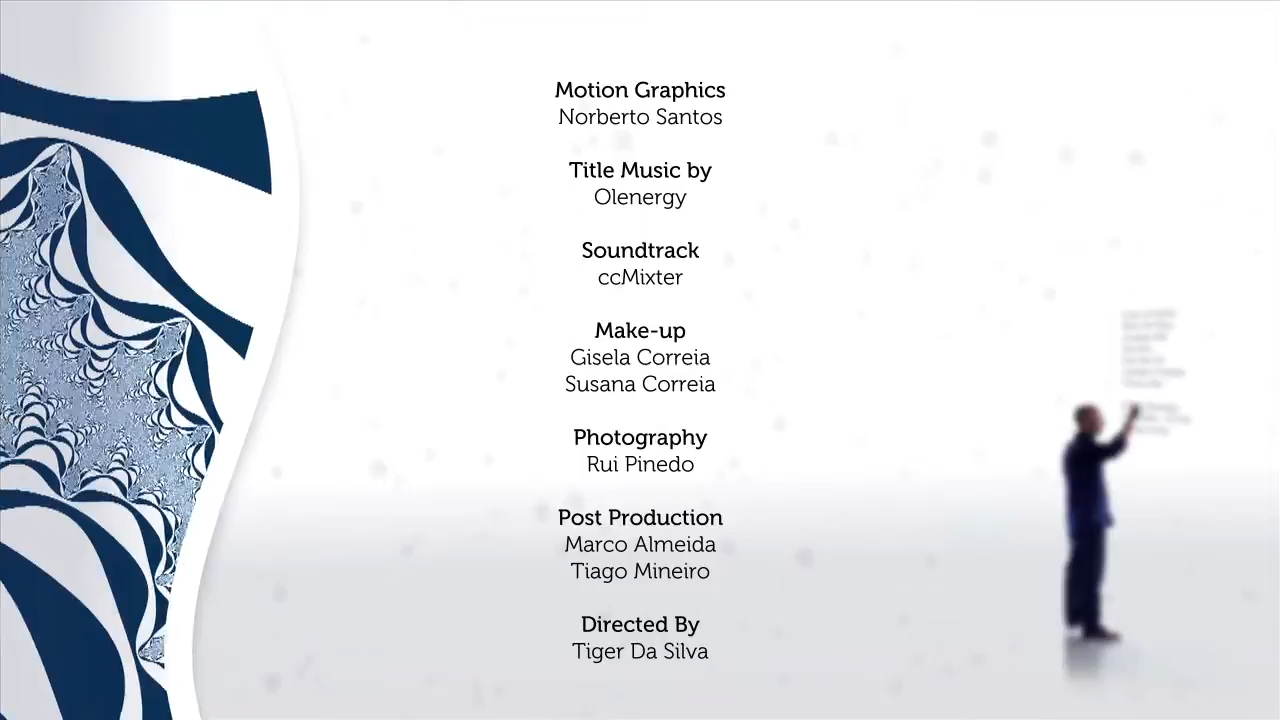 Motion Graphics
Norberto Santos
Title Music by
Olenergy
Soundtrack
ccMixter
Make-up
Gisela Correia
Susana Correia
Photography
Rui Pinedo
Post Production
Marco Almeida
Tiago Mineiro
Directed By
Tiger Da Silva